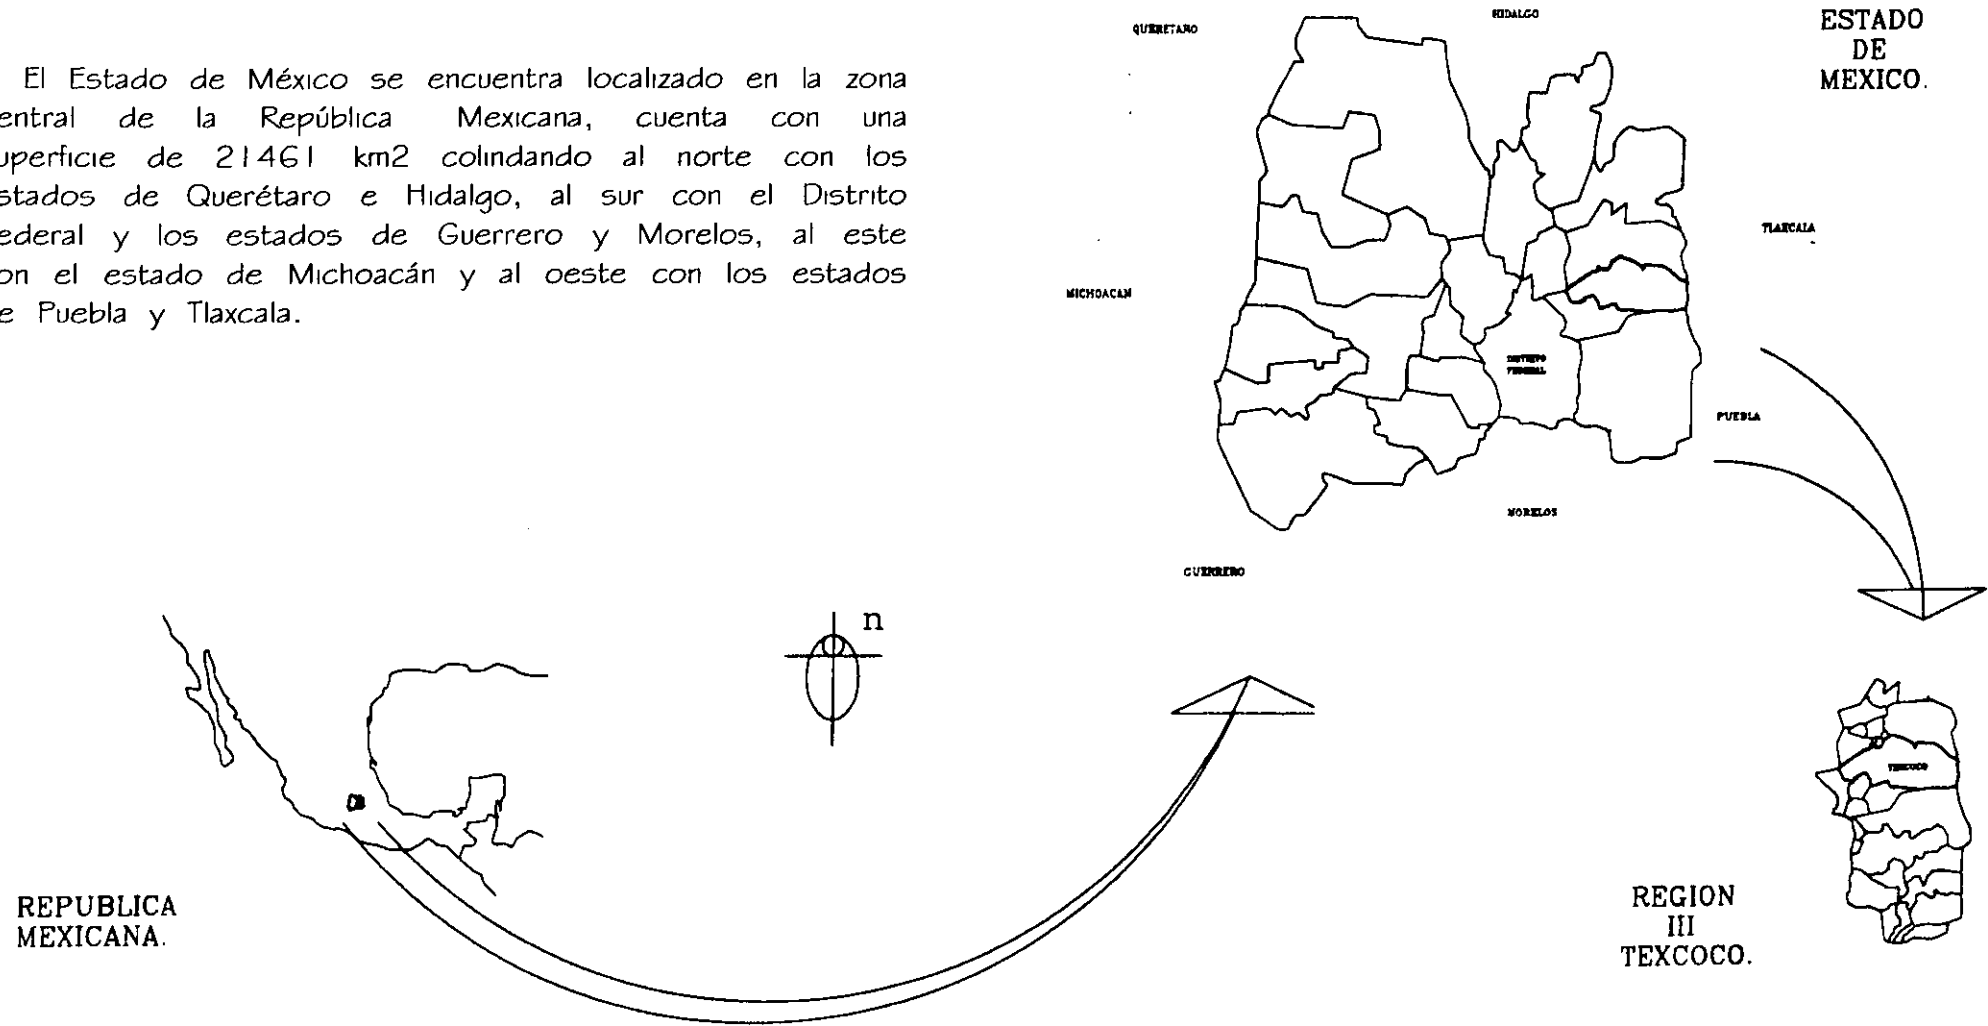 El Estado de México se encuentra localizado en la zona
entral de la República Mexicana, cuenta con una
uperficie de 21461 km2 colindando al norte con los
stados de Querétaro e Hidalgo, al sur con el Distrito
ederal y los estados de Guerrero y Morelos, al este
on el estado de Michoacán y al oeste con los estados
e Puebla y Tlaxcala.
QUERETARO
HIDALGO
ESTADO
DE
MEXICO.
TLAXCALA
MICHOACAN
DISTRITO
FEDERAL
PUEBLA
MORELOS
GUERRERO
n
TEXCOCO
REPUBLICA
MEXICANA.
REGION
III
TEXCOCO.